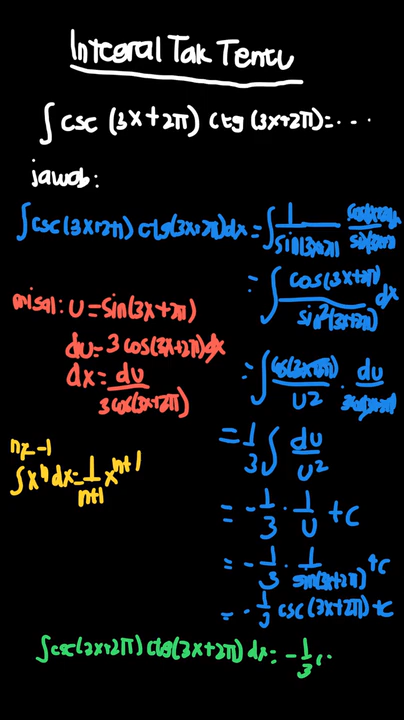 Integral Tak Tentu
∫ csc (3x+2π) ctg (3x+2π) = ...
jawab:
∫ csc (3x+2π) ctg (3x+2π) dx = ∫ 1/sin(3x+2π) cos(3x+2π)/sin(3x+2π)
= ∫ cos(3x+2π)/sin²(3x+2π) dx
misal: u = sin(3x+2π)
du = 3 cos(3x+2π) dx
dx = du/3cos(3x+2π)
= ∫ cos(3x+2π)/u2 · du/3cos(3x+2π)
= 1/3 ∫ du/u²
= -1/3 · 1/u + c
= -1/3 · 1/sin(3x+2π) + c
= -1/3 csc (3x+2π) + c
n≠-1
∫ xⁿ dx = 1/n+1 xⁿ⁺¹
∫ csc(3x+2π) ctg(3x+2π) dx = -1/3 c